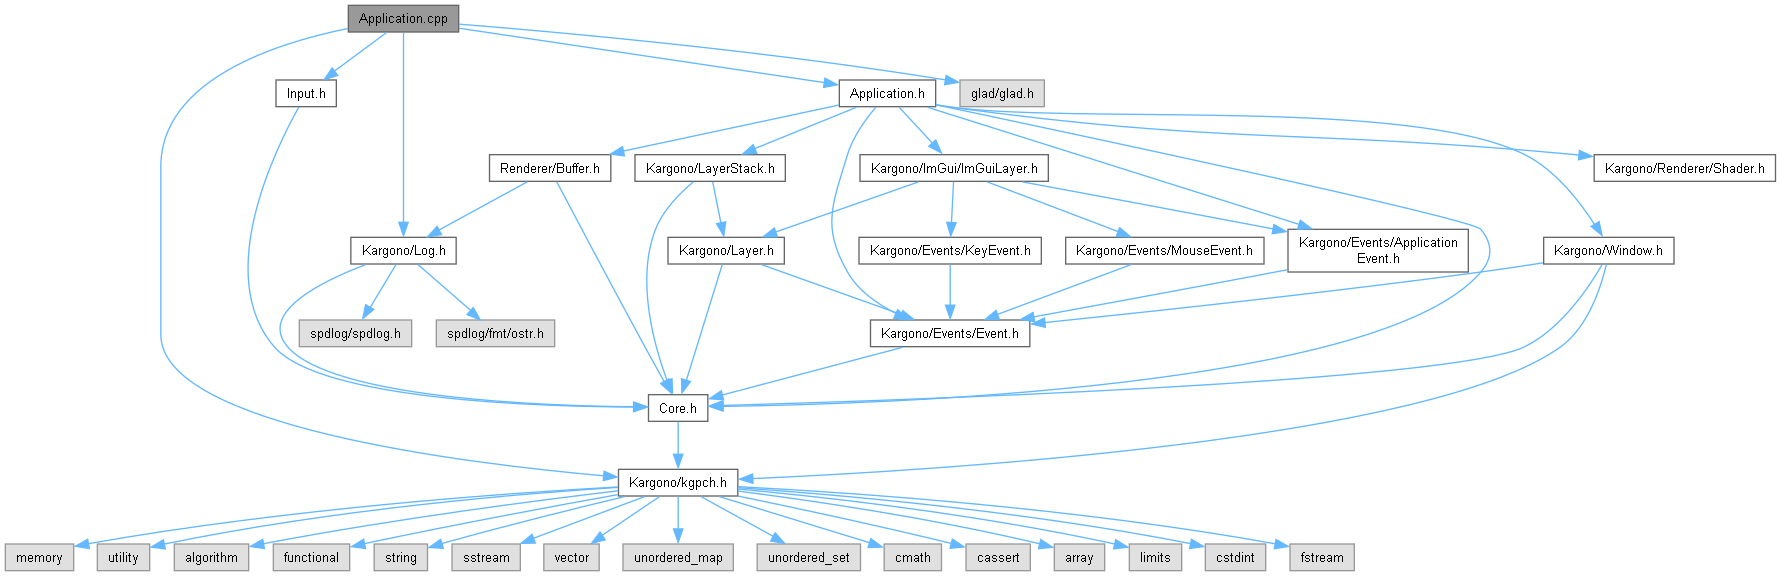 Application.cpp
Input.h
Application.h
glad/glad.h
Renderer/Buffer.h
Kargono/LayerStack.h
Kargono/ImGui/ImGuiLayer.h
Kargono/Renderer/Shader.h
Kargono/Log.h
Kargono/Layer.h
Kargono/Events/KeyEvent.h
Kargono/Events/MouseEvent.h
Kargono/Events/Application
Event.h
Kargono/Window.h
spdlog/spdlog.h
spdlog/fmt/ostr.h
Kargono/Events/Event.h
Core.h
Kargono/kgpch.h
memory
utility
algorithm
functional
string
sstream
vector
unordered_map
unordered_set
cmath
cassert
array
limits
cstdint
fstream